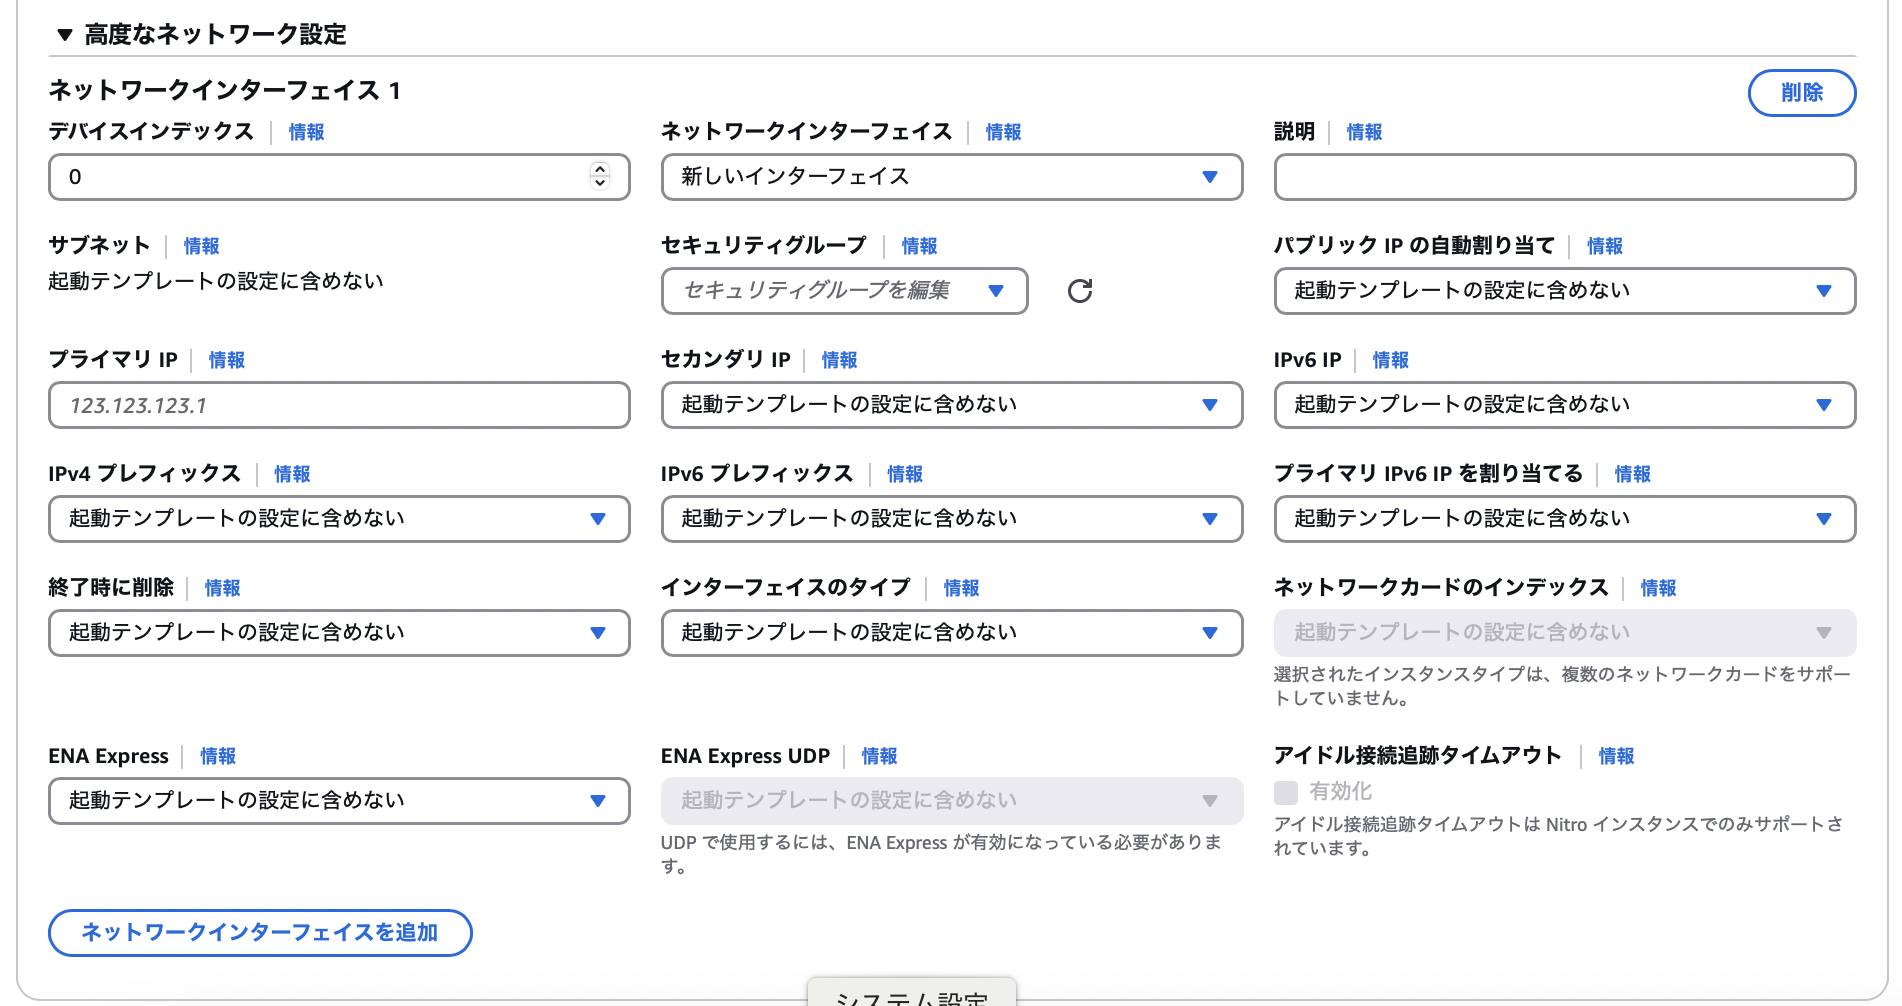 ▼ 高度なネットワーク設定
ネットワークインターフェイス 1
削除
デバイスインデックス 情報
0
ネットワークインターフェイス 情報
新しいインターフェイス
説明 情報
サブネット 情報
起動テンプレートの設定に含めない
セキュリティグループ 情報
セキュリティグループを編集
パブリック IP の自動割り当て 情報
起動テンプレートの設定に含めない
プライマリ IP 情報
123.123.123.1
セカンダリ IP 情報
起動テンプレートの設定に含めない
IPv6 IP 情報
起動テンプレートの設定に含めない
IPv4 プレフィックス 情報
起動テンプレートの設定に含めない
IPv6 プレフィックス 情報
起動テンプレートの設定に含めない
プライマリ IPv6 IP を割り当てる 情報
起動テンプレートの設定に含めない
終了時に削除 情報
起動テンプレートの設定に含めない
インターフェイスのタイプ 情報
起動テンプレートの設定に含めない
ネットワークカードのインデックス 情報
起動テンプレートの設定に含めない
選択されたインスタンスタイプは、複数のネットワークカードをサポー
トしていません。
ENA Express 情報
起動テンプレートの設定に含めない
ENA Express UDP 情報
起動テンプレートの設定に含めない
UDP で使用するには、ENA Express が有効になっている必要がありま
す。
アイドル接続追跡タイムアウト 情報
有効化
アイドル接続追跡タイムアウトは Nitro インスタンスでのみサポートさ
れています。
ネットワークインターフェイスを追加
システム設定